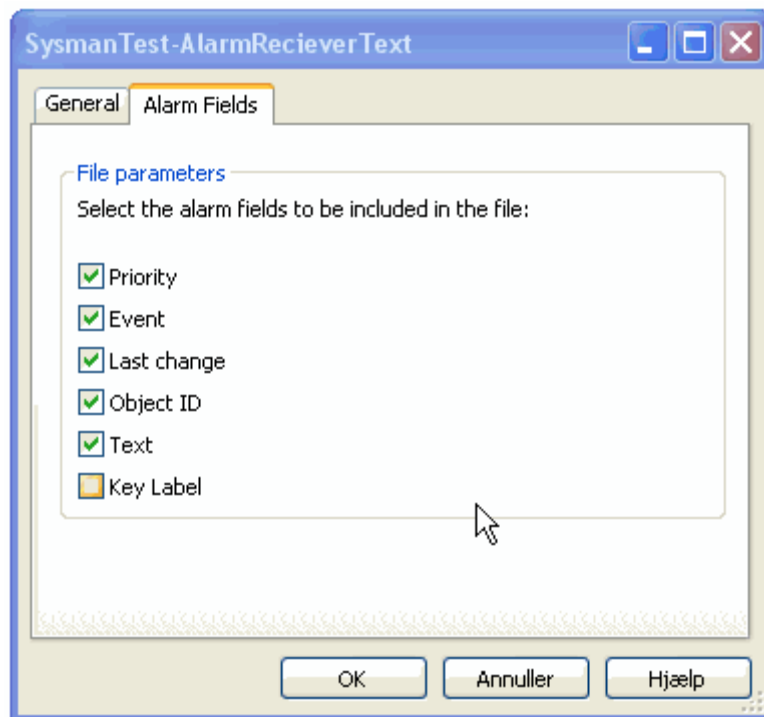 SysmanTest-AlarmRecieverText
General
Alarm Fields
File parameters
Select the alarm fields to be included in the file:
Priority
Event
Last change
Object ID
Text
Key Label
OK
Annuller
Hjælp